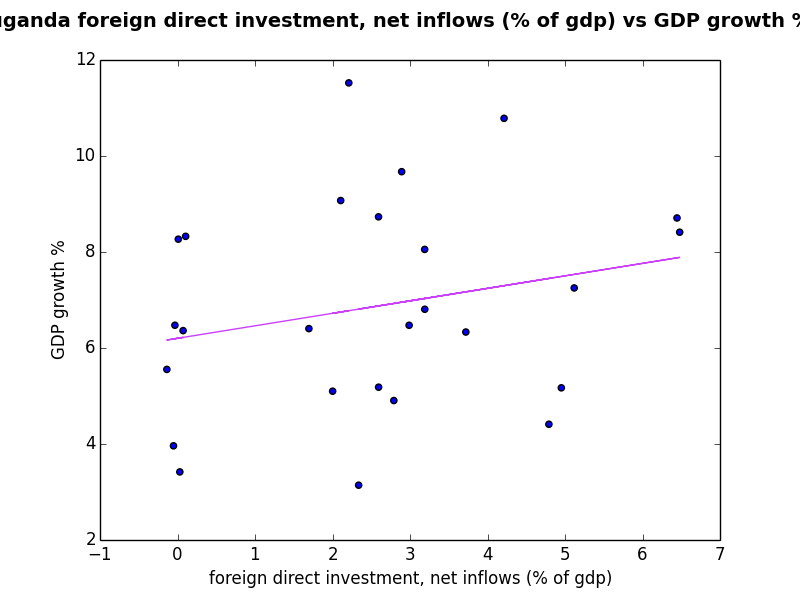 uganda foreign direct investment, net inflows (% of gdp) vs GDP growth %
12
10
8
6
4
2
GDP growth %
−1 0 1 2 3 4 5 6 7
foreign direct investment, net inflows (% of gdp)